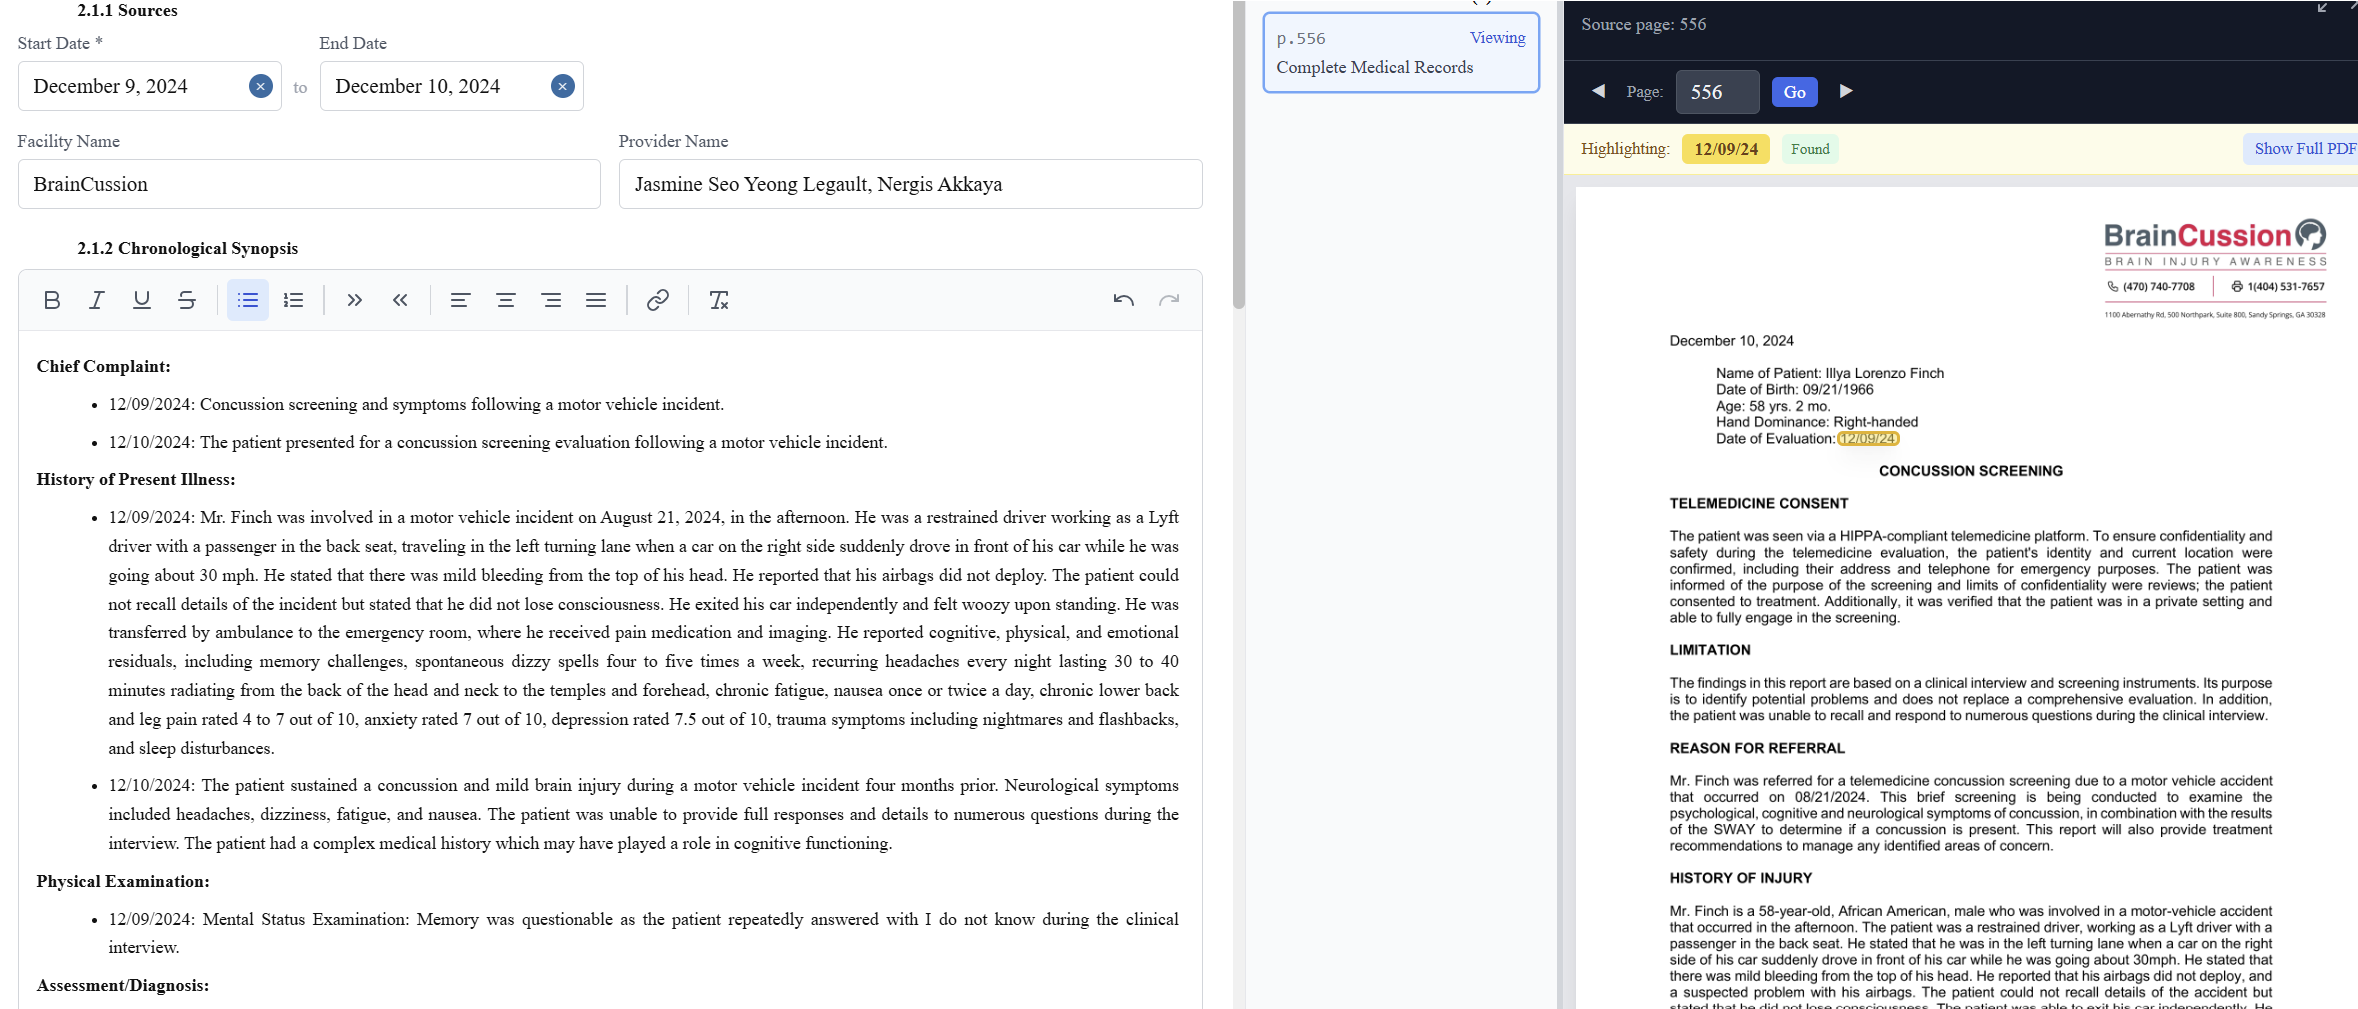 2.1.1 Sources
Start Date *
End Date
December 9, 2024
to
December 10, 2024
Facility Name
Provider Name
BrainCussion
Jasmine Seo Yeong Legault, Nergis Akkaya
2.1.2 Chronological Synopsis
Chief Complaint:
• 12/09/2024: Concussion screening and symptoms following a motor vehicle incident.
• 12/10/2024: The patient presented for a concussion screening evaluation following a motor vehicle incident.
History of Present Illness:
• 12/09/2024: Mr. Finch was involved in a motor vehicle incident on August 21, 2024, in the afternoon. He was a restrained driver working as a Lyft
driver with a passenger in the back seat, traveling in the left turning lane when a car on the right side suddenly drove in front of his car while he was
going about 30 mph. He stated that there was mild bleeding from the top of his head. He reported that his airbags did not deploy. The patient could
not recall details of the incident but stated that he did not lose consciousness. He exited his car independently and felt woozy upon standing. He was
transferred by ambulance to the emergency room, where he received pain medication and imaging. He reported cognitive, physical, and emotional
residuals, including memory challenges, spontaneous dizzy spells four to five times a week, recurring headaches every night lasting 30 to 40
minutes radiating from the back of the head and neck to the temples and forehead, chronic fatigue, nausea once or twice a day, chronic lower back
and leg pain rated 4 to 7 out of 10, anxiety rated 7 out of 10, depression rated 7.5 out of 10, trauma symptoms including nightmares and flashbacks,
and sleep disturbances.
• 12/10/2024: The patient sustained a concussion and mild brain injury during a motor vehicle incident four months prior. Neurological symptoms
included headaches, dizziness, fatigue, and nausea. The patient was unable to provide full responses and details to numerous questions during the
interview. The patient had a complex medical history which may have played a role in cognitive functioning.
Physical Examination:
• 12/09/2024: Mental Status Examination: Memory was questionable as the patient repeatedly answered with I do not know during the clinical
interview.
Assessment/Diagnosis:
p.556
Viewing
Complete Medical Records
Source page: 556
Page:
556
Go
Highlighting:
12/09/24
Found
Show Full PDF
BrainCussion
BRAIN INJURY AWARENESS
(470) 740-7708
1(404) 531-7657
1100 Abernathy Rd, 500 Northpark, Suite 800, Sandy Springs, GA 30328
December 10, 2024
Name of Patient: Illya Lorenzo Finch
Date of Birth: 09/21/1966
Age: 58 yrs. 2 mo.
Hand Dominance: Right-handed
Date of Evaluation: 12/09/24
CONCUSSION SCREENING
TELEMEDICINE CONSENT
The patient was seen via a HIPPA-compliant telemedicine platform. To ensure confidentiality and
safety during the telemedicine evaluation, the patient's identity and current location were
confirmed, including their address and telephone for emergency purposes. The patient was
informed of the purpose of the screening and limits of confidentiality were reviews; the patient
consented to treatment. Additionally, it was verified that the patient was in a private setting and
able to fully engage in the screening.
LIMITATION
The findings in this report are based on a clinical interview and screening instruments. Its purpose
is to identify potential problems and does not replace a comprehensive evaluation. In addition,
the patient was unable to recall and respond to numerous questions during the clinical interview.
REASON FOR REFERRAL
Mr. Finch was referred for a telemedicine concussion screening due to a motor vehicle accident
that occurred on 08/21/2024. This brief screening is being conducted to examine the
psychological, cognitive and neurological symptoms of concussion, in combination with the results
of the SWAY to determine if a concussion is present. This report will also provide treatment
recommendations to manage any identified areas of concern.
HISTORY OF INJURY
Mr. Finch is a 58-year-old, African American, male who was involved in a motor-vehicle accident
that occurred in the afternoon. The patient was a restrained driver, working as a Lyft driver with a
passenger in the back seat. He stated that he was in the left turning lane when a car on the right
side of his car suddenly drove in front of his car while he was going about 30mph. He stated that
there was mild bleeding from the top of his head. He reported that his airbags did not deploy, and
a suspected problem with his airbags. The patient could not recall details of the accident but
stated that he did not lose consciousness. The patient was able to exit his car independently. He